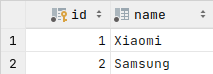 id name
1 1 Xiaomi
2 2 Samsung